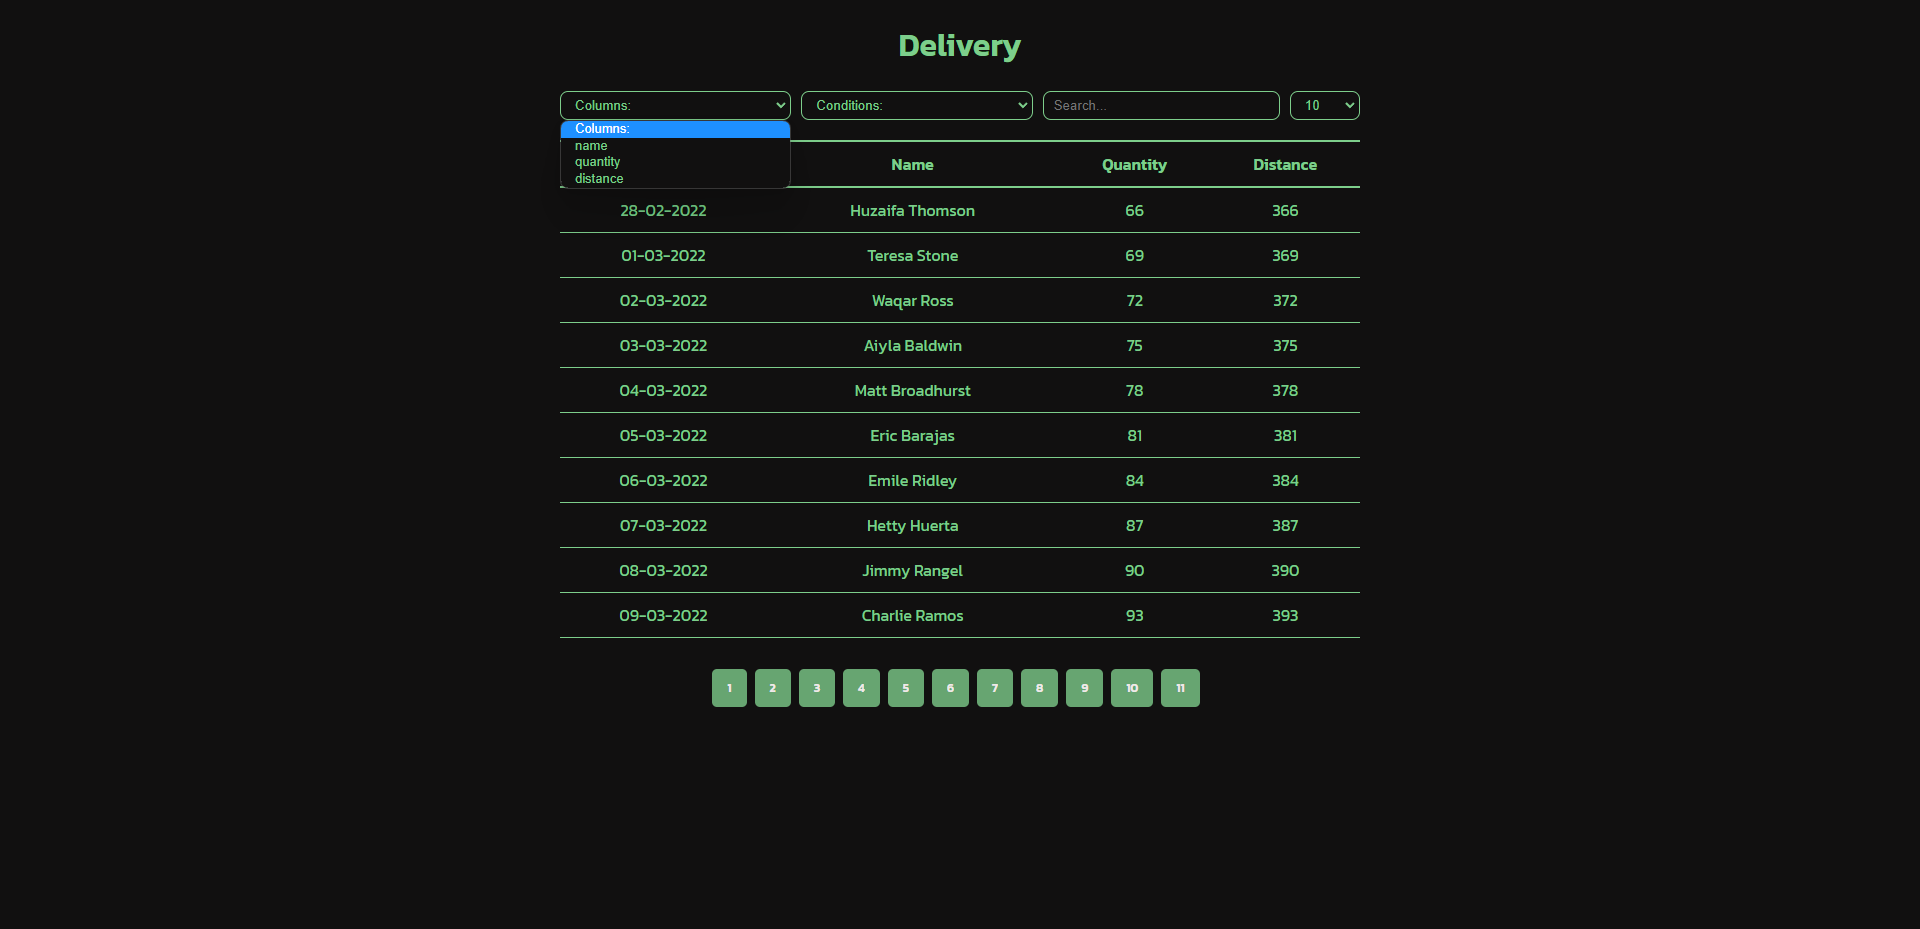 Delivery
Columns: Conditions: Search... 10
Columns:
name
quantity
distance
Name Quantity Distance
28-02-2022 Huzaifa Thomson 66 366
01-03-2022 Teresa Stone 69 369
02-03-2022 Waqar Ross 72 372
03-03-2022 Aiyla Baldwin 75 375
04-03-2022 Matt Broadhurst 78 378
05-03-2022 Eric Barajas 81 381
06-03-2022 Emile Ridley 84 384
07-03-2022 Hetty Huerta 87 387
08-03-2022 Jimmy Rangel 90 390
09-03-2022 Charlie Ramos 93 393
1 2 3 4 5 6 7 8 9 10 11